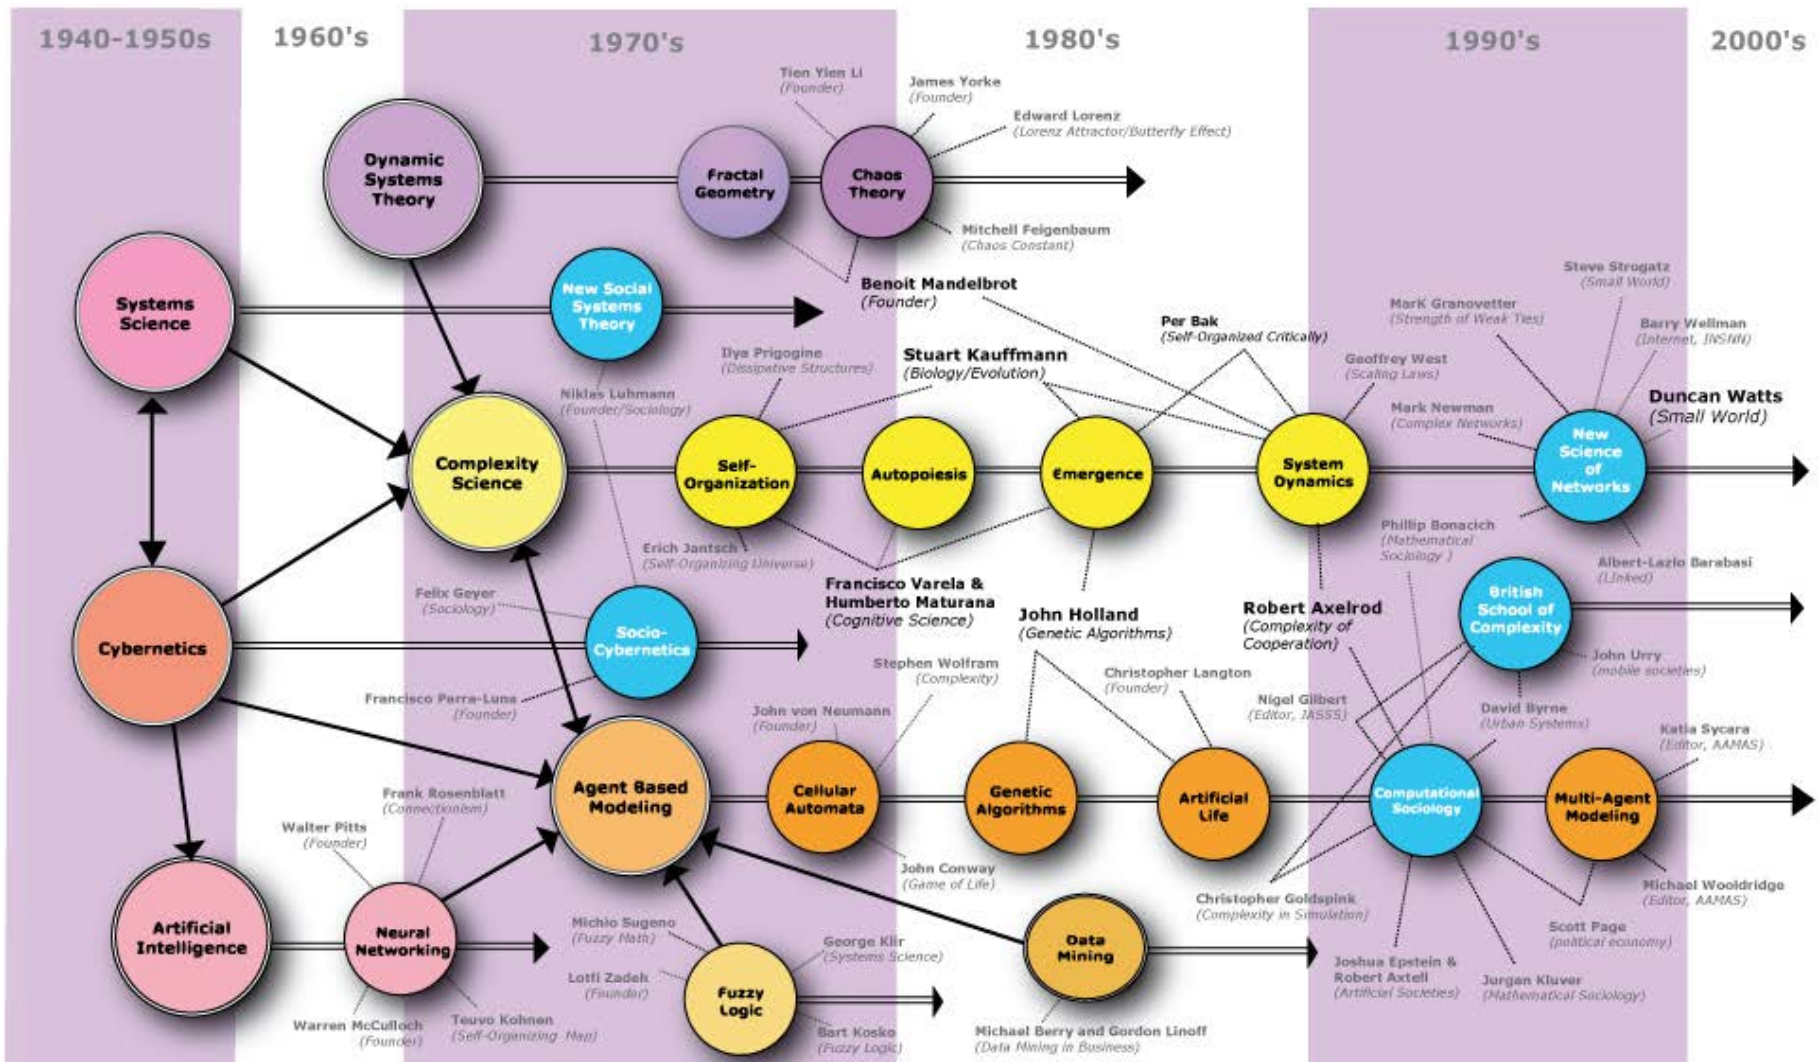 1940-1950s
1960's
1970's
1980's
1990's
2000's
Tien Yien Li
(Founder)
James Yorke
(Founder)
Edward Lorenz
(Lorenz Attractor/Butterfly Effect)
Dynamic
Systems
Theory
Fractal
Geometry
Chaos
Theory
Mitchell Feigenbaum
(Chaos Constant)
Benoit Mandelbrot
(Founder)
Systems
Science
New Social
Systems
Theory
Niklas Luhmann
(Founder/Sociology)
Ilya Prigogine
(Dissipative Structures)
Stuart Kauffmann
(Biology/Evolution)
Per Bak
(Self-Organized Critically)
Geoffrey West
(Scaling Laws)
Mark Newman
(Complex Networks)
MarK Granovetter
(Strength of Weak Ties)
Steve Strogatz
(Small World)
Barry Wellman
(Internet, INSNN)
Duncan Watts
(Small World)
Complexity
Science
Self-
Organization
Autopoiesis
Emergence
System
Dynamics
New
Science
of
Networks
Erich Jantsch
(Self-Organizing Universe)
Francisco Varela &
Humberto Maturana
(Cognitive Science)
John Holland
(Genetic Algorithms)
Robert Axelrod
(Complexity of
Cooperation)
Phillip Bonacich
(Mathematical
Sociology )
Albert-Lazlo Barabasi
(LInked)
British
School of
Complexity
John Urry
(mobile societies)
David Byrne
(Urban Systems)
Cybernetics
Felix Geyer
(Sociology)
Socio-
Cybernetics
Francisco Parra-Luna
(Founder)
John von Neumann
(Founder)
Stephen Wolfram
(Complexity)
Christopher Langton
(Founder)
Nigel Gilbert
(Editor, JASSS)
Katia Sycara
(Editor, AAMAS)
Agent Based
Modeling
Cellular
Automata
Genetic
Algorithms
Artificial
Life
Computational
Sociology
Multi-Agent
Modeling
John Conway
(Game of Life)
Christopher Goldspink
(Complexity in Simulation)
Michael Wooldridge
(Editor, AAMAS)
Scott Page
(political economy)
Joshua Epstein &
Robert Axtell
(Artificial Societies)
Jurgan Kluver
(Mathematical Sociology)
Artificial
Intelligence
Walter Pitts
(Founder)
Frank Rosenblatt
(Connectionism)
Neural
Networking
Warren McCulloch
(Founder)
Teuvo Kohnen
(Self-Organizing Map)
Michio Sugeno
(Fuzzy Math)
Lotfi Zadeh
(Founder)
George Klir
(Systems Science)
Fuzzy
Logic
Bart Kosko
(Fuzzy Logic)
Data
Mining
Michael Berry and Gordon Linoff
(Data Mining in Business)